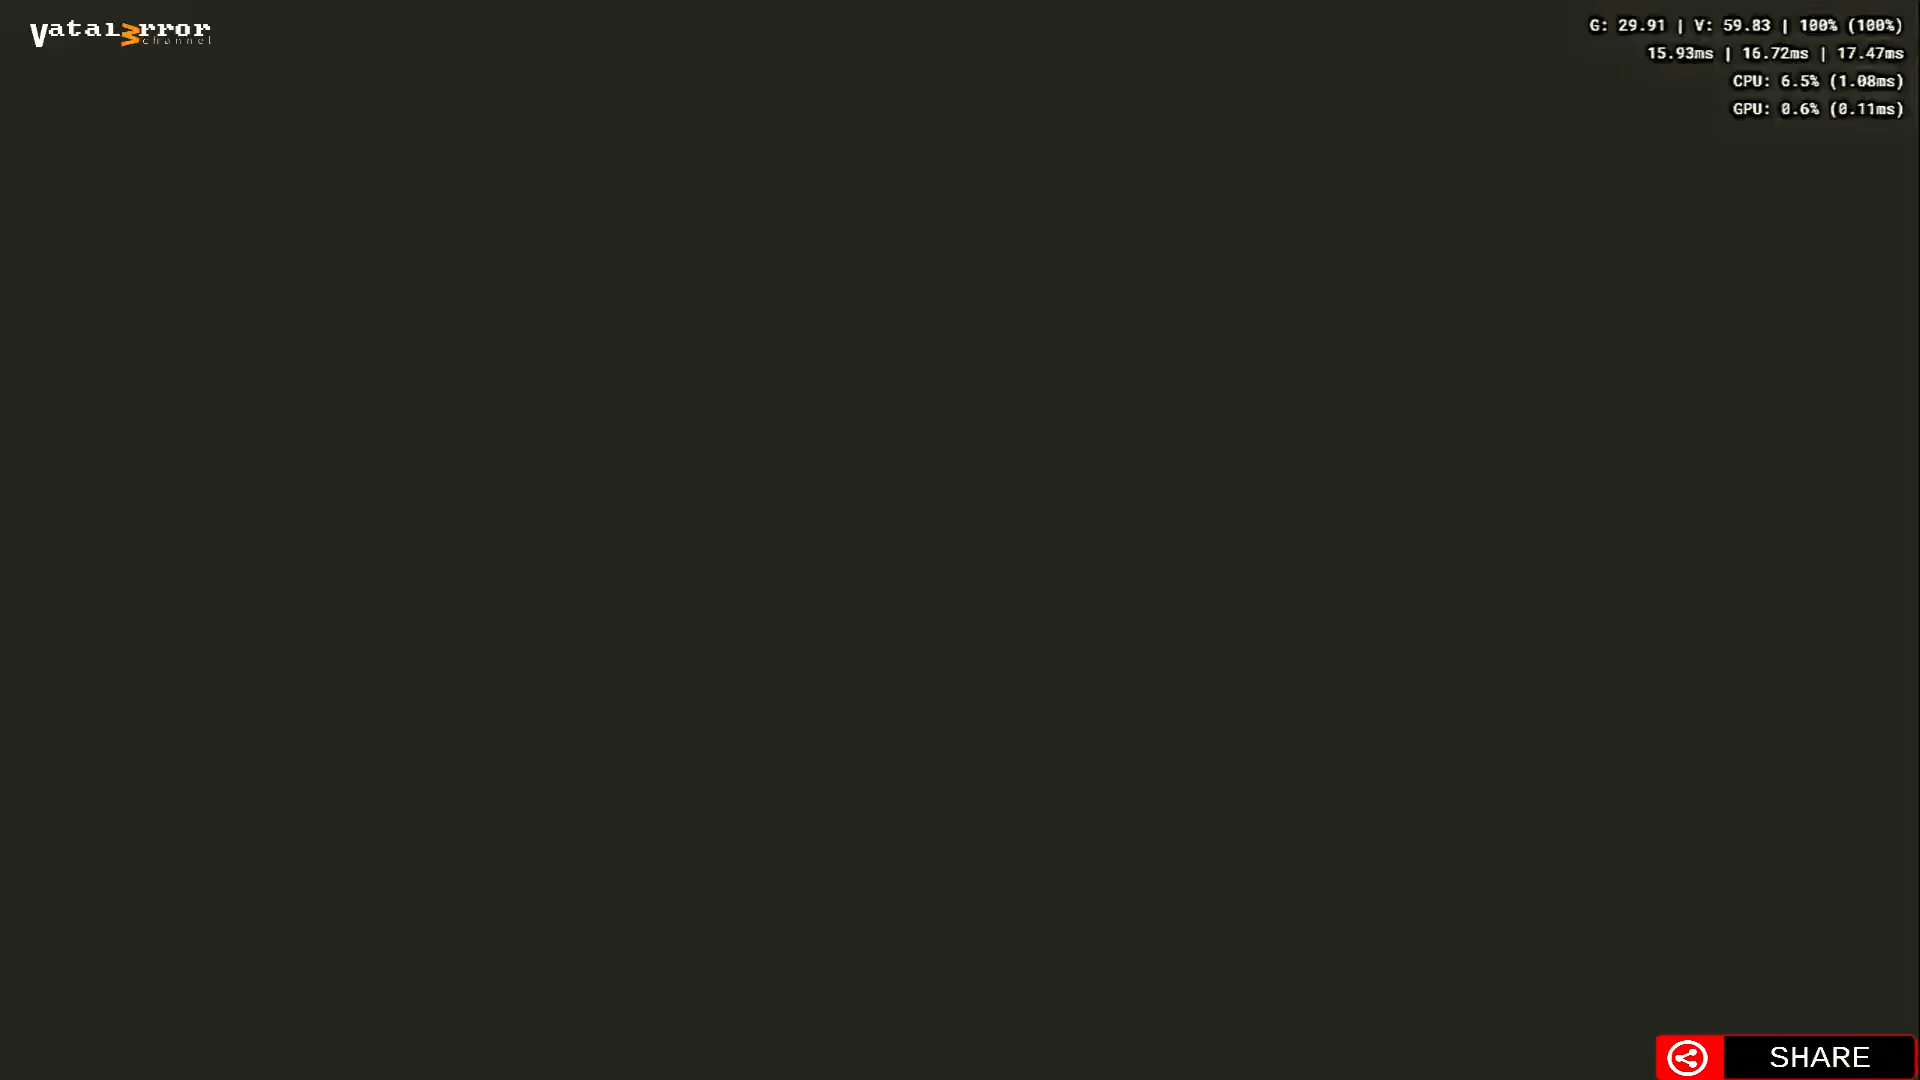 Vatalerror
channel
G: 29.91 | V: 59.83 | 100% (100%)
15.93ms | 16.72ms | 17.47ms
CPU: 6.5% (1.08ms)
GPU: 0.6% (0.11ms)
SHARE